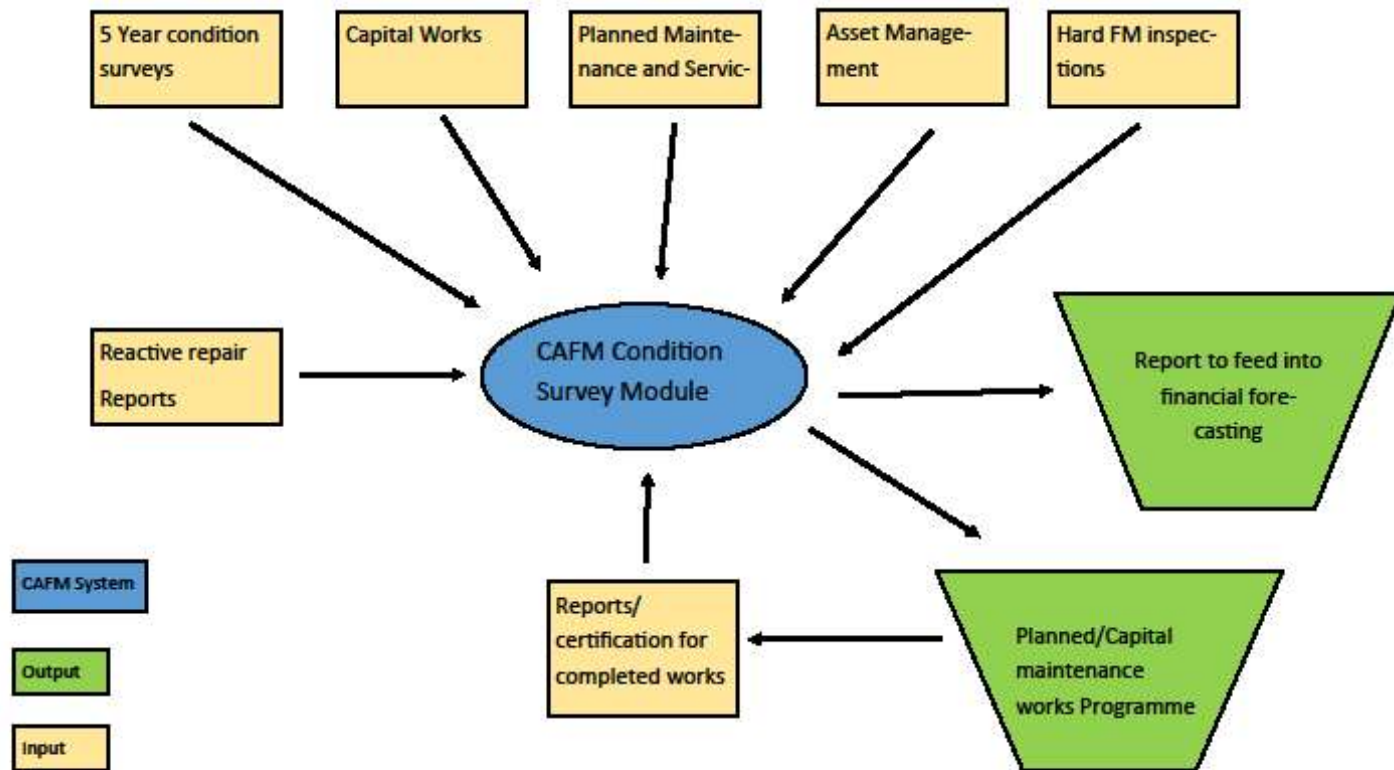 5 Year condition
surveys
Capital Works
Planned Mainte-
nance and Servic-
Asset Manage-
ment
Hard FM inspec-
tions
Reactive repair
Reports
CAFM Condition
Survey Module
Report to feed into
financial fore-
casting
CAFM System
Output
Input
Reports/
certification for
completed works
Planned/Capital
maintenance
works Programme